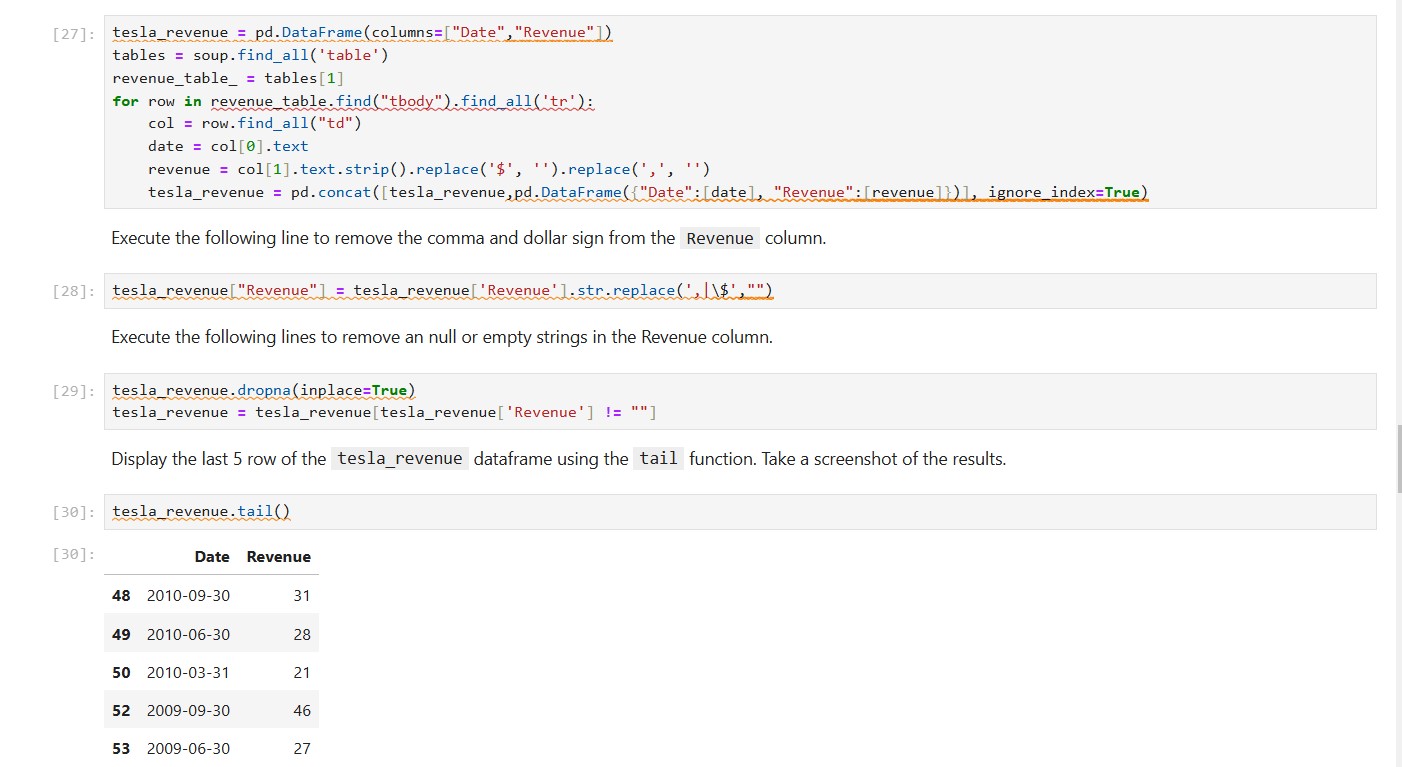 [27]: tesla_revenue = pd.DataFrame(columns=["Date","Revenue"])
tables = soup.find_all('table')
revenue_table_ = tables[1]
for row in revenue_table.find("tbody").find_all('tr'):
    col = row.find_all("td")
    date = col[0].text
    revenue = col[1].text.strip().replace('$', '').replace(',', '')
    tesla_revenue = pd.concat([tesla_revenue,pd.DataFrame({"Date":[date], "Revenue":[revenue]})], ignore_index=True)
Execute the following line to remove the comma and dollar sign from the Revenue column.
[28]: tesla_revenue["Revenue"] = tesla_revenue['Revenue'].str.replace(',|\$',"")
Execute the following lines to remove an null or empty strings in the Revenue column.
[29]: tesla_revenue.dropna(inplace=True)
tesla_revenue = tesla_revenue[tesla_revenue['Revenue'] != ""]
Display the last 5 row of the tesla_revenue dataframe using the tail function. Take a screenshot of the results.
[30]: tesla_revenue.tail()
[30]: Date Revenue
48 2010-09-30 31
49 2010-06-30 28
50 2010-03-31 21
52 2009-09-30 46
53 2009-06-30 27